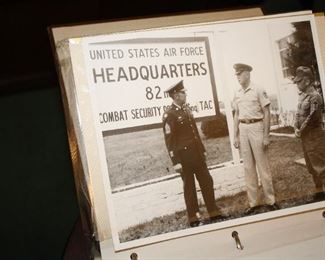 UNITED STATES AIR FORCE
HEADQUARTERS
82
COMBAT SECURITY TAC